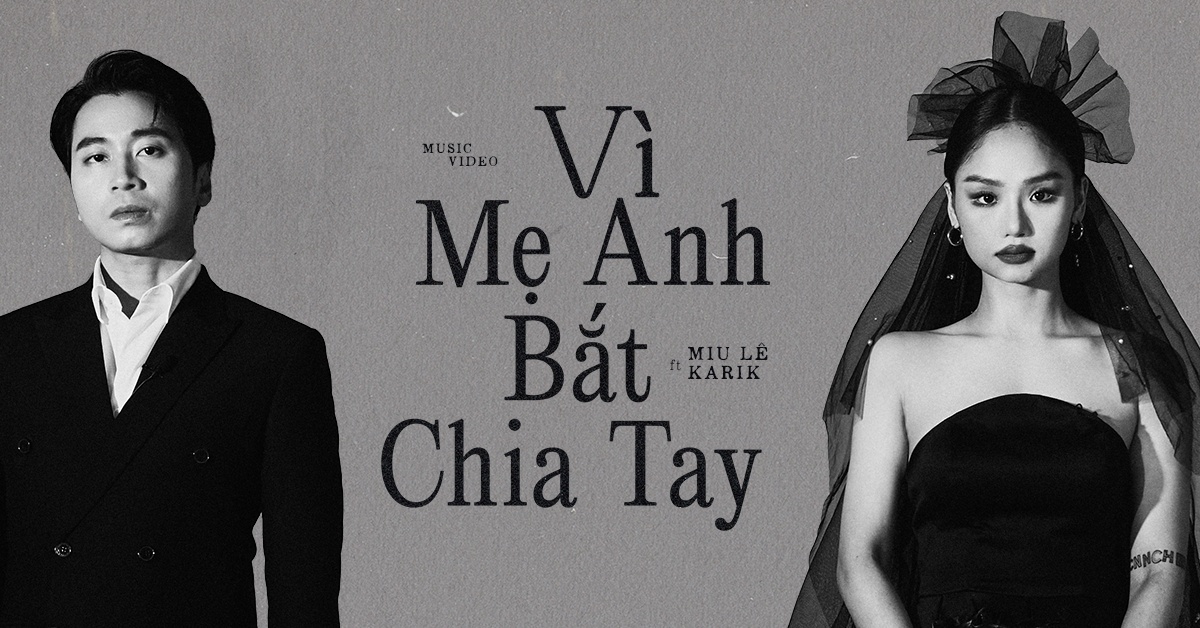 MUSIC
VIDEO
Vì
Mẹ Anh
Bắt
ft
MIU LÊ
KARIK
Chia Tay